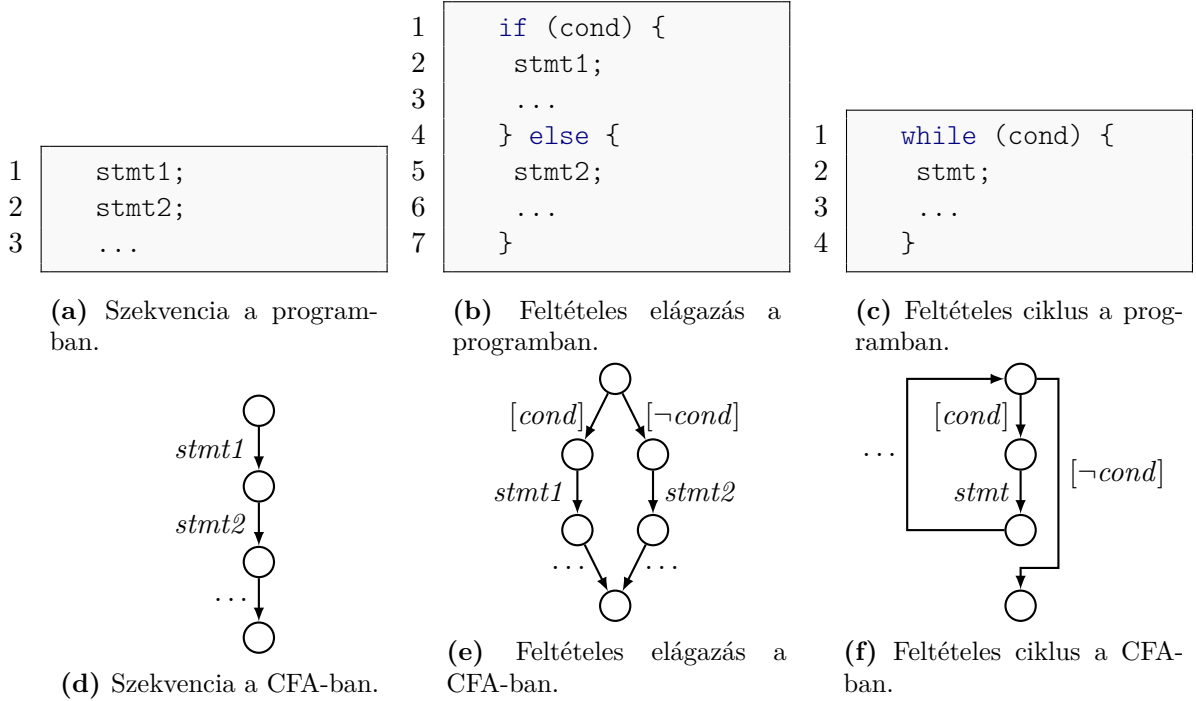 1 stmt1;
2 stmt2;
3 ...
(a) Szekvencia a program-
ban.
1 if (cond) {
2 stmt1;
3 ...
4 } else {
5 stmt2;
6 ...
7 }
(b) Feltételes elágazás a
programban.
1 while (cond) {
2 stmt;
3 ...
4 }
(c) Feltételes ciklus a prog-
ramban.
stmt1
stmt2
...
(d) Szekvencia a CFA-ban.
[cond] [¬cond]
stmt1 stmt2
... ...
(e) Feltételes elágazás a
CFA-ban.
[cond]
...
[¬cond]
stmt
(f) Feltételes ciklus a CFA-
ban.